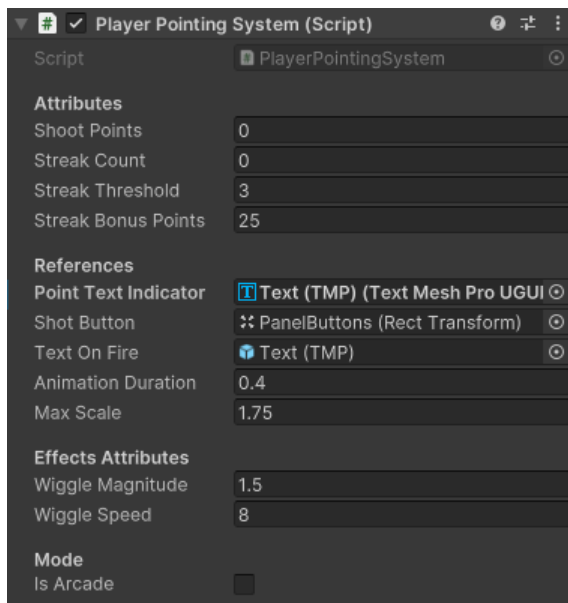 Player Pointing System (Script)
Script PlayerPointingSystem
Attributes
Shoot Points 0
Streak Count 0
Streak Threshold 3
Streak Bonus Points 25
References
Point Text Indicator Text (TMP) (Text Mesh Pro UGUI
Shot Button PanelButtons (Rect Transform)
Text On Fire Text (TMP)
Animation Duration 0.4
Max Scale 1.75
Effects Attributes
Wiggle Magnitude 1.5
Wiggle Speed 8
Mode
Is Arcade